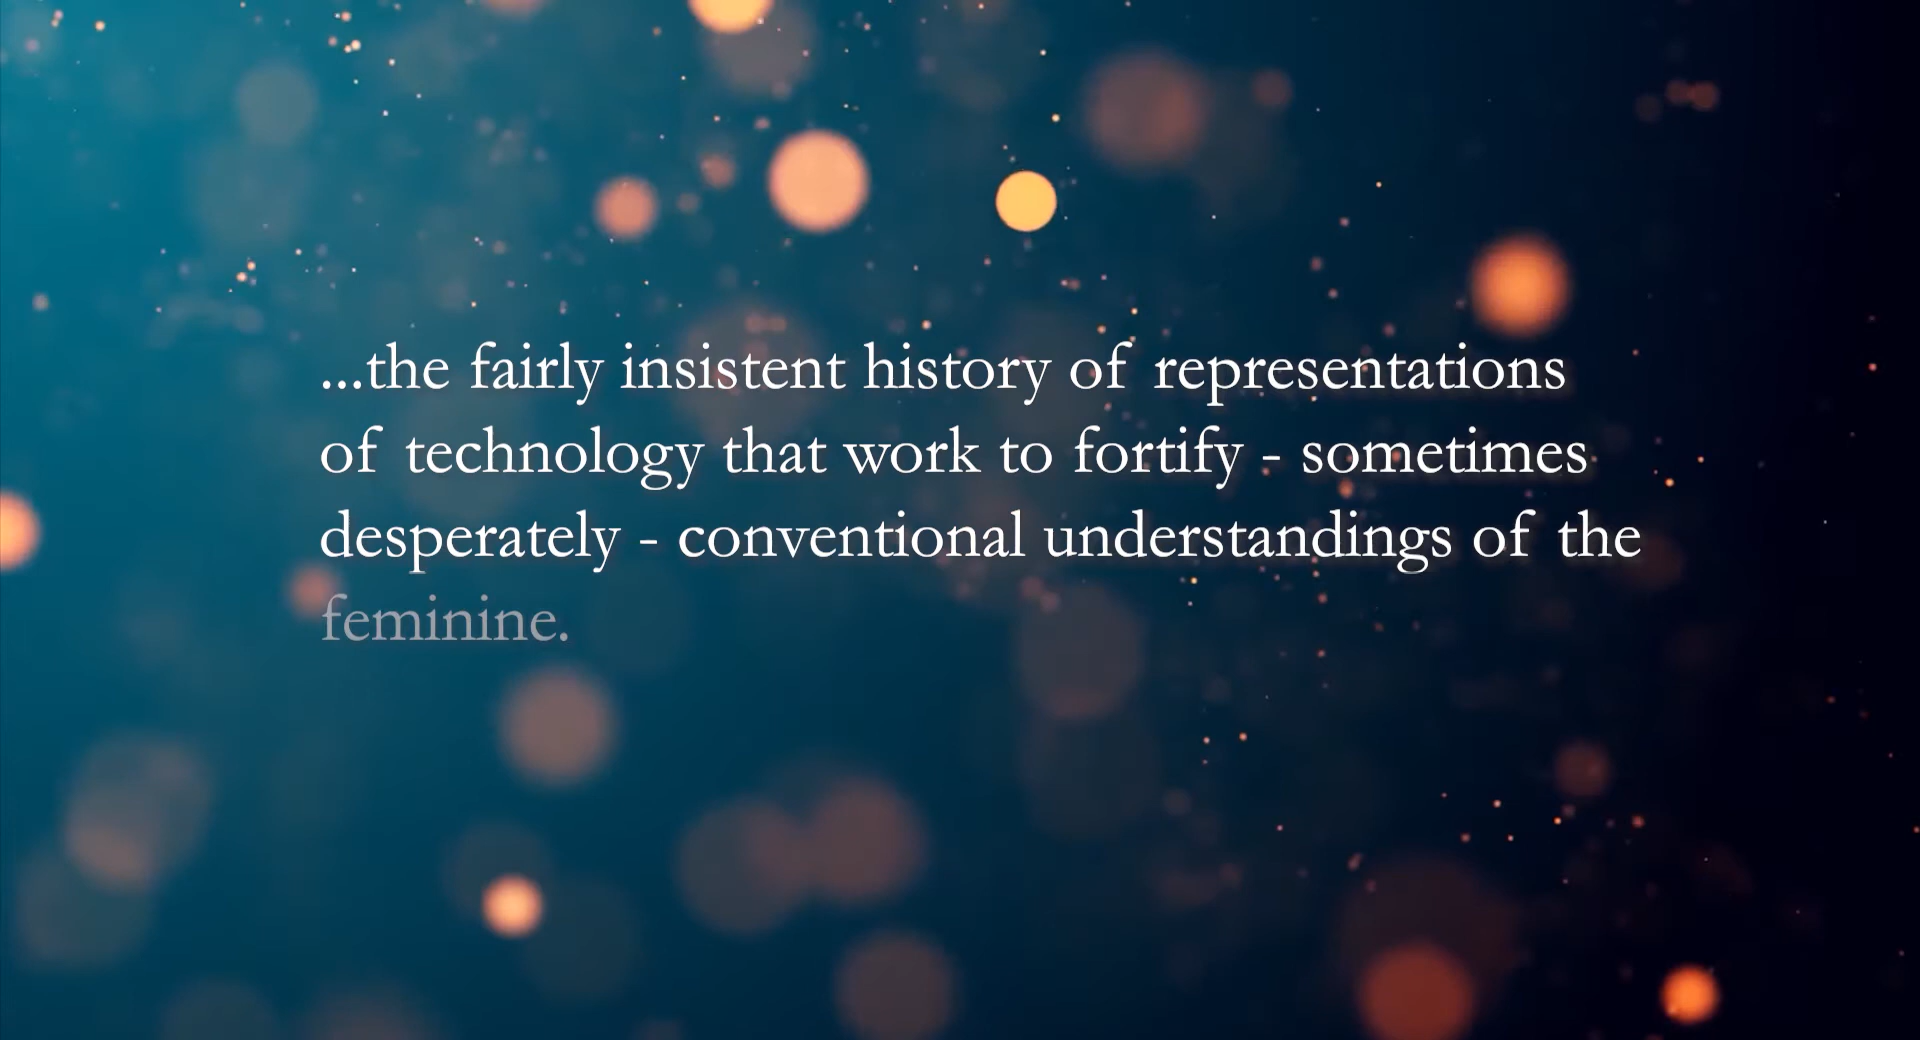 ...the fairly insistent history of representations
of technology that work to fortify - sometimes
desperately - conventional understandings of the
feminine.